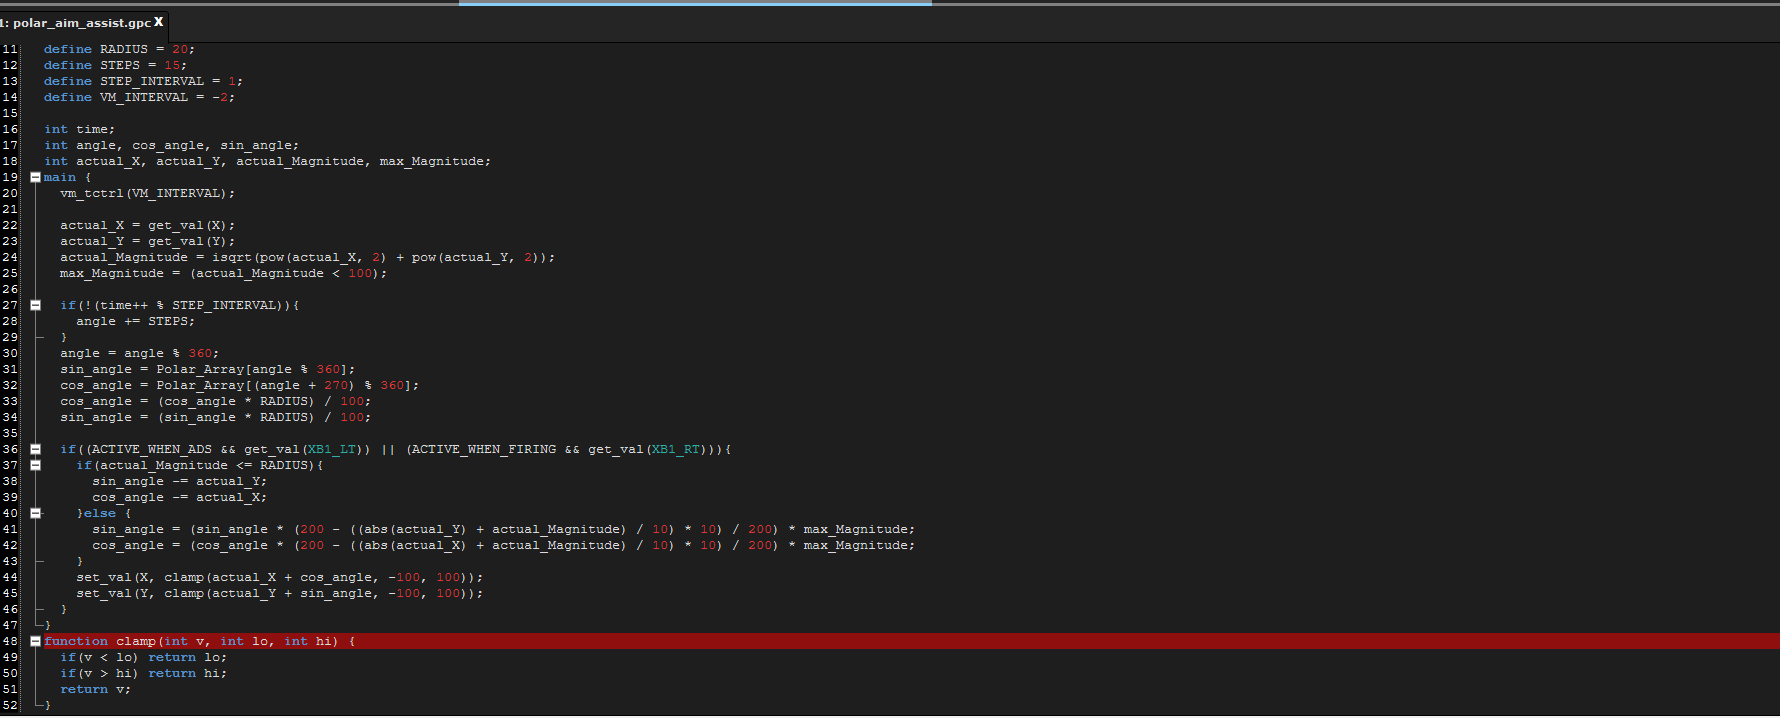 1: polar_aim_assist.gpc X
11 define RADIUS = 20;
12 define STEPS = 15;
13 define STEP_INTERVAL = 1;
14 define VM_INTERVAL = -2;
15
16 int time;
17 int angle, cos_angle, sin_angle;
18 int actual_X, actual_Y, actual_Magnitude, max_Magnitude;
19 main {
20 vm_tctrl(VM_INTERVAL);
21
22 actual_X = get_val(X);
23 actual_Y = get_val(Y);
24 actual_Magnitude = isqrt(pow(actual_X, 2) + pow(actual_Y, 2));
25 max_Magnitude = (actual_Magnitude < 100);
26
27 if(!(time++ % STEP_INTERVAL)){
28 angle += STEPS;
29 }
30 angle = angle % 360;
31 sin_angle = Polar_Array[angle % 360];
32 cos_angle = Polar_Array[(angle + 270) % 360];
33 cos_angle = (cos_angle * RADIUS) / 100;
34 sin_angle = (sin_angle * RADIUS) / 100;
35
36 if((ACTIVE_WHEN_ADS && get_val(XB1_LT)) || (ACTIVE_WHEN_FIRING && get_val(XB1_RT))){
37 if(actual_Magnitude <= RADIUS){
38 sin_angle -= actual_Y;
39 cos_angle -= actual_X;
40 }else {
41 sin_angle = (sin_angle * (200 - ((abs(actual_Y) + actual_Magnitude) / 10) * 10) / 200) * max_Magnitude;
42 cos_angle = (cos_angle * (200 - ((abs(actual_X) + actual_Magnitude) / 10) * 10) / 200) * max_Magnitude;
43 }
44 set_val(X, clamp(actual_X + cos_angle, -100, 100));
45 set_val(Y, clamp(actual_Y + sin_angle, -100, 100));
46 }
47 }
48 function clamp(int v, int lo, int hi) {
49 if(v < lo) return lo;
50 if(v > hi) return hi;
51 return v;
52 }